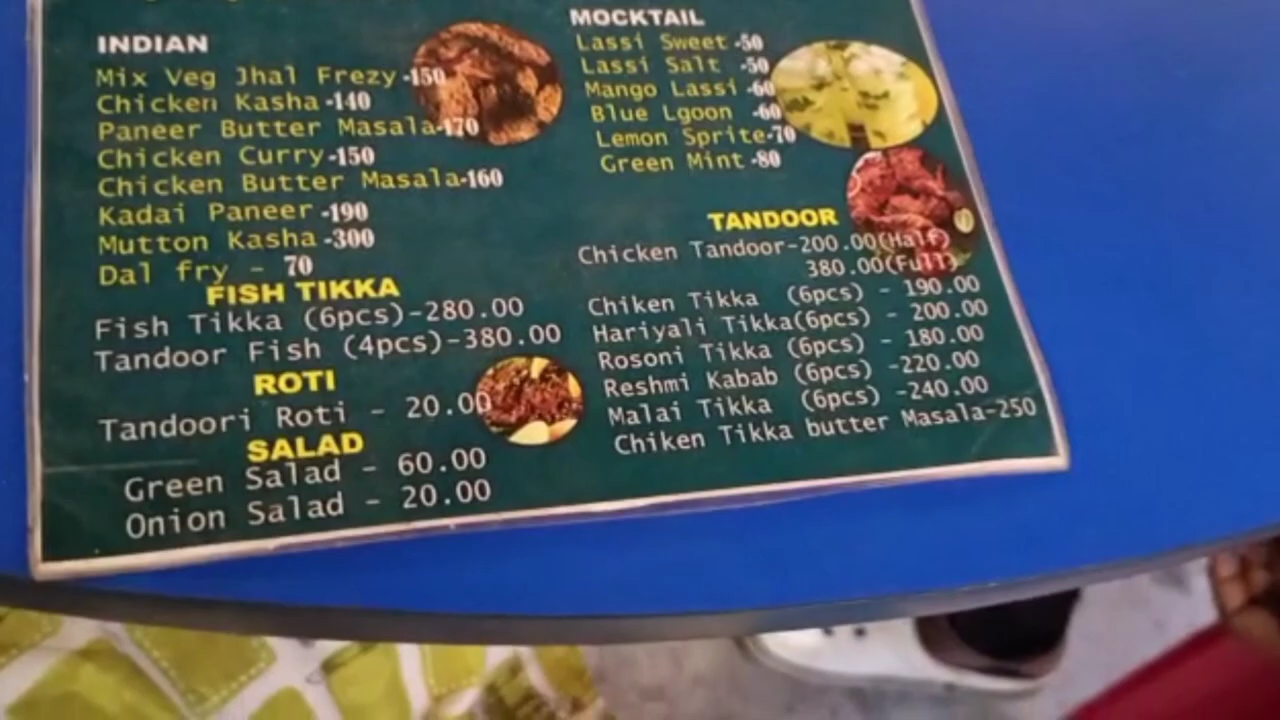 INDIAN
Mix Veg Jhal Frezy -150
Chicken Kasha -140
Paneer Butter Masala-170
Chicken Curry-150
Chicken Butter Masala-160
Kadai Paneer -190
Mutton Kasha -300
Dal fry - 70
FISH TIKKA
Fish Tikka (6pcs)-280.00
Tandoor Fish (4pcs)-380.00
ROTI
Tandoori Roti - 20.00
SALAD
Green Salad - 60.00
Onion Salad - 20.00
MOCKTAIL
Lassi Sweet -50
Lassi Salt -50
Mango Lassi -60
Blue Lgoon -60
Lemon Sprite-70
Green Mint -80
TANDOOR
Chicken Tandoor-200.00(Half)
380.00(Full)
Chiken Tikka (6pcs) - 190.00
Hariyali Tikka(6pcs) - 200.00
Rosoni Tikka (6pcs) - 180.00
Reshmi Kabab (6pcs) -220.00
Malai Tikka (6pcs) -240.00
Chiken Tikka butter Masala-250